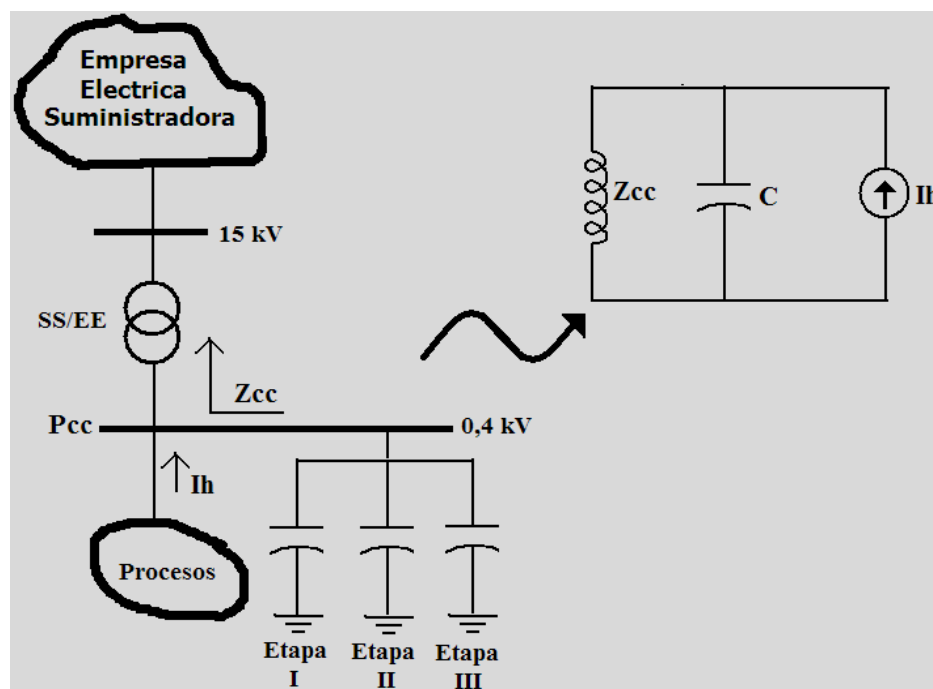 Empresa
Electrica
Suministradora
15 kV
SS/EE
Zcc
Pcc
0,4 kV
Ih
Procesos
Etapa
I
Etapa
II
Etapa
III
Zcc
C
Ih